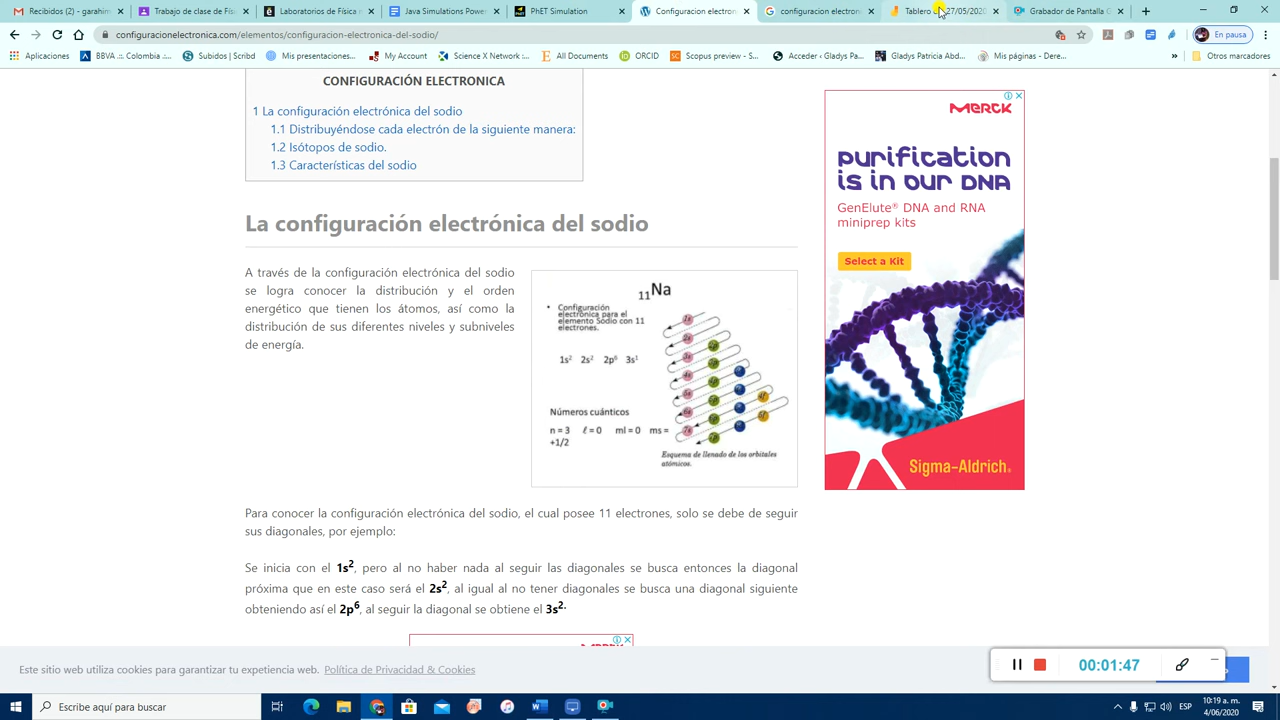 Recibidos (2) - garahim
Trabajo de clase de Am
Laboratorios de Física e
Java Simulations Powe
PhET Simulation
configuracion electron
configuracion electron
Tablero 27/05/2020
Grabador de Pantalla G
configuracionelectronica.com/elementos/configuracion-electronica-del-sodio/
En pausa
Aplicaciones
BBVA .:. Colombia .:...
Subidos | Scribd
Mis presentaciones...
My Account
Science X Network :...
All Documents
ORCID
Scopus preview - S...
Acceder ‹ Gladys Pa...
Gladys Patricia Abd...
Mis páginas - Dere...
»
Otros marcadores
CONFIGURACIÓN ELECTRONICA
1 La configuración electrónica del sodio
1.1 Distribuyéndose cada electrón de la siguiente manera:
1.2 Isótopos de sodio.
1.3 Características del sodio
La configuración electrónica del sodio
A través de la configuración electrónica del sodio
se logra conocer la distribución y el orden
energético que tienen los átomos, así como la
distribución de sus diferentes niveles y subniveles
de energía.
₁₁Na
• Configuración
electrónica para el
elemento Sodio con 11
electrones.
1s² 2s² 2p⁶ 3s¹
Números cuánticos
n = 3 ℓ = 0 ml = 0 ms =
+1/2
Esquema de llenado de los orbitales
atómicos.
MERCK
purification
is in our DNA
GenElute® DNA and RNA
miniprep kits
Select a Kit
Sigma-Aldrich®
Para conocer la configuración electrónica del sodio, el cual posee 11 electrones, solo se debe de seguir
sus diagonales, por ejemplo:
Se inicia con el 1s², pero al no haber nada al seguir las diagonales se busca entonces la diagonal
próxima que en este caso será el 2s², al igual al no tener diagonales se busca una diagonal siguiente
obteniendo así el 2p⁶, al seguir la diagonal se obtiene el 3s².
Este sitio web utiliza cookies para garantizar tu expetiencia web. Política de Privacidad & Cookies
00:01:47
Escribe aquí para buscar
ESP
10:19 a. m.
4/06/2020